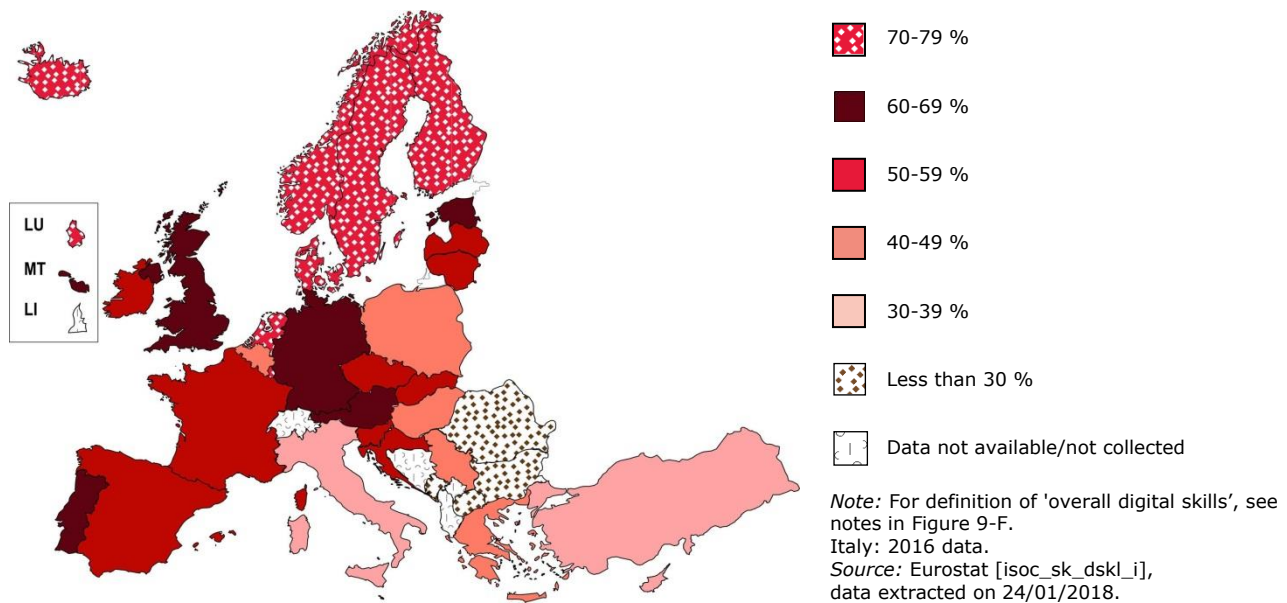 LU
MT
LI
70-79 %
60-69 %
50-59 %
40-49 %
30-39 %
Less than 30 %
Data not available/not collected
Note: For definition of 'overall digital skills’, see
notes in Figure 9-F.
Italy: 2016 data.
Source: Eurostat [isoc_sk_dskl_i],
data extracted on 24/01/2018.